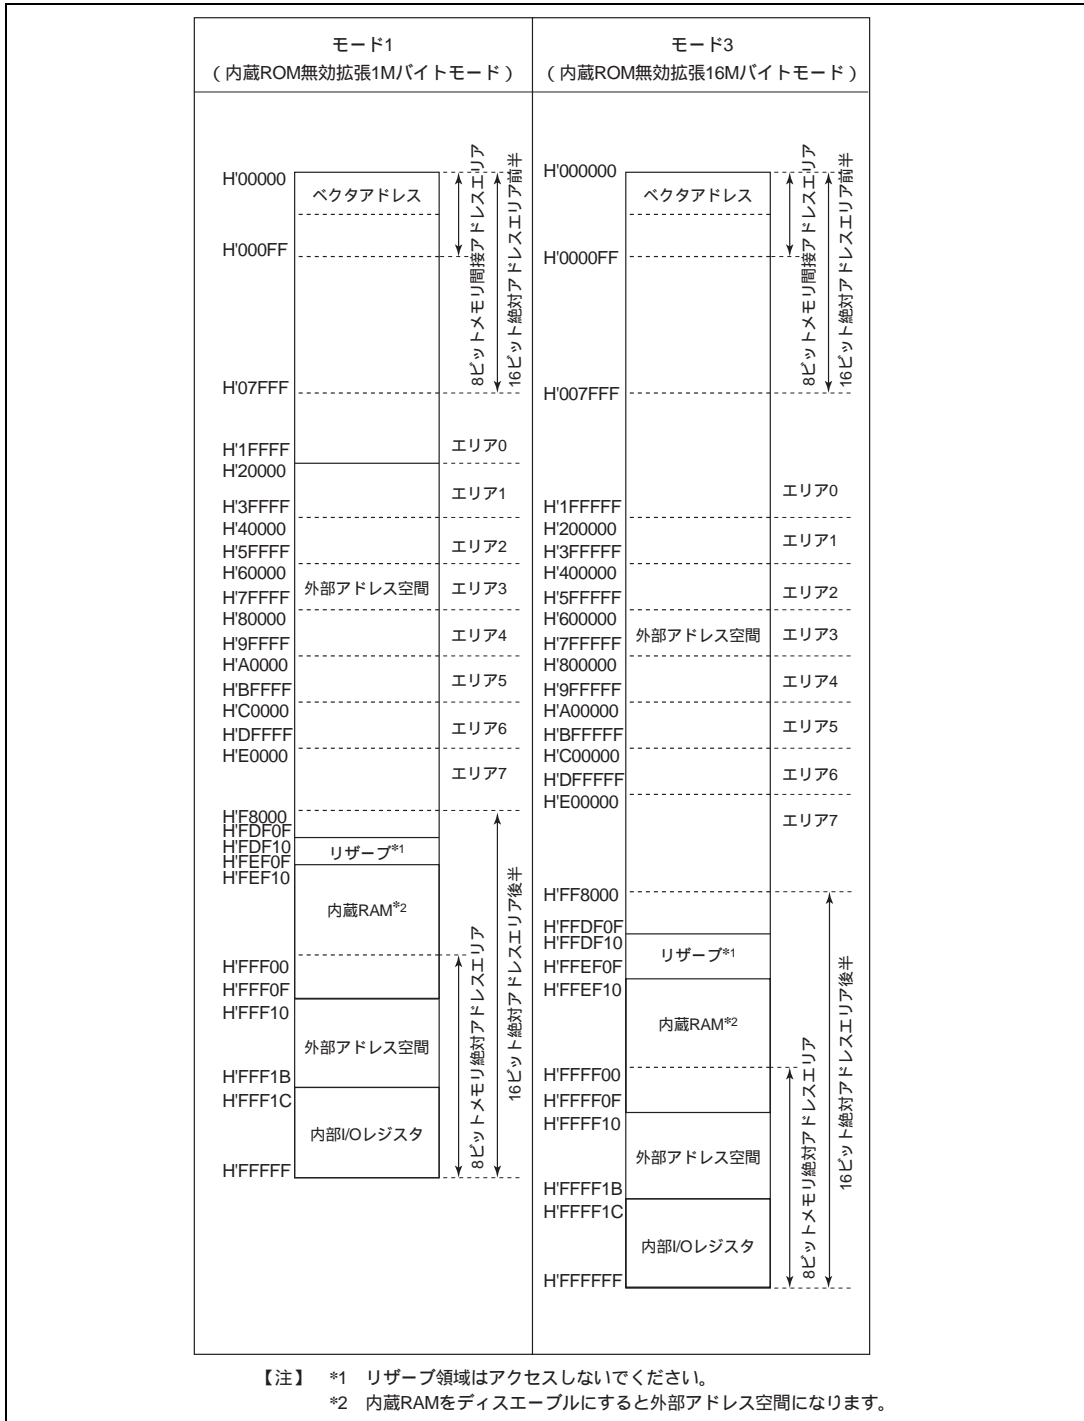 モード1
（内蔵ROM無効拡張1Mバイトモード）
H'00000
ベクタアドレス
H'000FF
H'07FFF
8ビットメモリ間接アドレスエリア
16ビット絶対アドレスエリア前半
H'1FFFF
エリア0
H'20000
エリア1
H'3FFFF
H'40000
エリア2
H'5FFFF
H'60000
外部アドレス空間
エリア3
H'7FFFF
H'80000
エリア4
H'9FFFF
H'A0000
エリア5
H'BFFFF
H'C0000
エリア6
H'DFFFF
H'E0000
エリア7
H'F8000
H'FDF0F
H'FDF10
リザーブ*1
H'FEF0F
H'FEF10
内蔵RAM*2
H'FFF00
H'FFF0F
H'FFF10
外部アドレス空間
H'FFF1B
H'FFF1C
内部I/Oレジスタ
H'FFFFF
8ビットメモリ絶対アドレスエリア
16ビット絶対アドレスエリア後半
モード3
（内蔵ROM無効拡張16Mバイトモード）
H'000000
ベクタアドレス
H'0000FF
H'007FFF
8ビットメモリ間接アドレスエリア
16ビット絶対アドレスエリア前半
エリア0
H'1FFFFF
H'200000
エリア1
H'3FFFFF
H'400000
エリア2
H'5FFFFF
H'600000
外部アドレス空間
エリア3
H'7FFFFF
H'800000
エリア4
H'9FFFFF
H'A00000
エリア5
H'BFFFFF
H'C00000
エリア6
H'DFFFFF
H'E00000
エリア7
H'FF8000
H'FFDF0F
H'FFDF10
リザーブ*1
H'FFEF0F
H'FFEF10
内蔵RAM*2
H'FFFF00
H'FFFF0F
H'FFFF10
外部アドレス空間
H'FFFF1B
H'FFFF1C
内部I/Oレジスタ
H'FFFFFF
8ビットメモリ絶対アドレスエリア
16ビット絶対アドレスエリア後半
【注】 *1 リザーブ領域はアクセスしないでください。
*2 内蔵RAMをディスエーブルにすると外部アドレス空間になります。